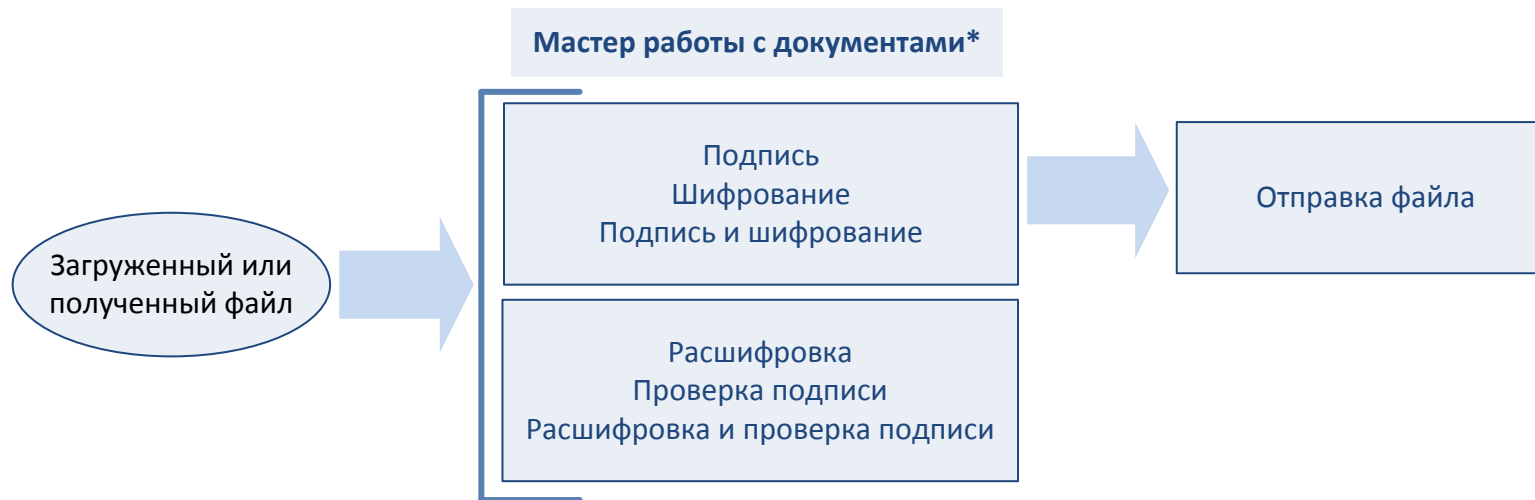 Мастер работы с документами*
Загруженный или
полученный файл
Подпись
Шифрование
Подпись и шифрование
Расшифровка
Проверка подписи
Расшифровка и проверка подписи
Отправка файла